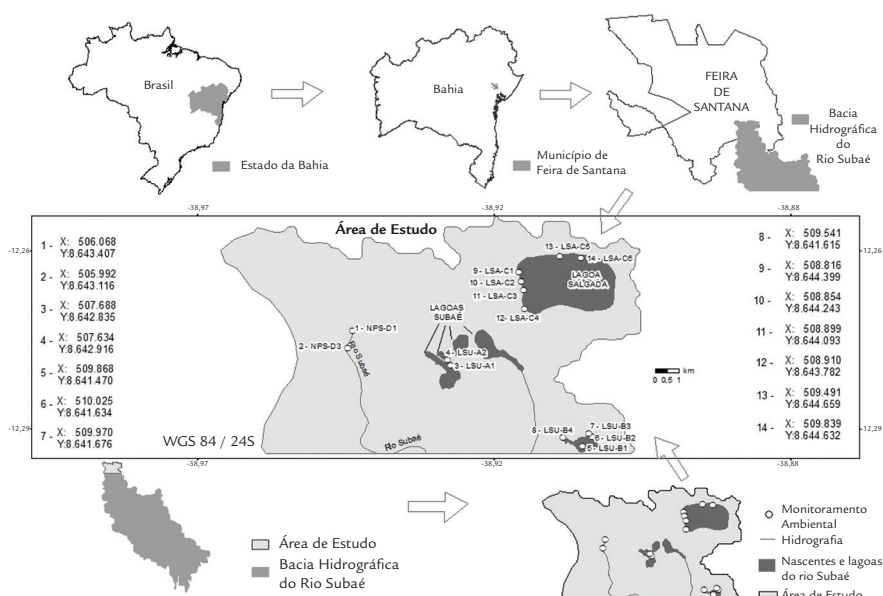 Brasil
Estado da Bahia
Bahia
Município de
Feira de Santana
FEIRA
DE
SANTANA
Bacia
Hidrográfica
do
Rio Subaé
-38,97
-38,92
-38,88
-12,26
-12,26
Área de Estudo
1 - X: 506.068
Y:8.643.407
2 - X: 505.992
Y:8.643.116
3 - X: 507.688
Y:8.642.835
4 - X: 507.634
Y:8.642.916
5 - X: 509.868
Y:8.641.470
6 - X: 510.025
Y:8.641.634
7 - X: 509.970
Y:8.641.676
WGS 84 / 24S
13 - LSA-C5
14 - LSA-C6
9 - LSA-C1
10 - LSA-C2
11 - LSA-C3
12- LSA-C4
LAGOA
SALGADA
LAGOAS
SUBAÉ
1 - NPS-D1
2 - NPS-D3
Rio Subaé
4 - LSU-A2
3 - LSU-A1
km
0 0,5 1
8 - LSU-B4
7 - LSU-B3
6 - LSU-B2
5 - LSU-B1
Rio Subaé
8 - X: 509.541
Y:8.641.615
9 - X: 508.816
Y:8.644.399
10 - X: 508.854
Y:8.644.243
11 - X: 508.899
Y:8.644.093
12 - X: 508.910
Y:8.643.782
13 - X: 509.491
Y:8.644.659
14 - X: 509.839
Y:8.644.632
-12,29
-12,29
-38,97
-38,92
-38,88
Área de Estudo
Bacia Hidrográfica
do Rio Subaé
Monitoramento
Ambiental
Hidrografia
Nascentes e lagoas
do rio Subaé
Área de Estudo